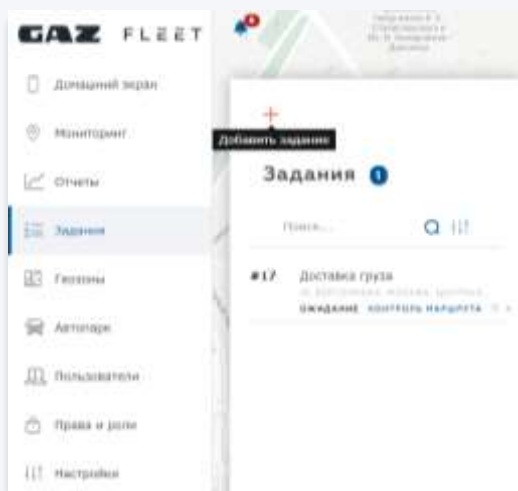 GAZ FLEET
Домашний экран
Мониторинг
Отчеты
Задания
Геозоны
Автопарк
Пользователи
Права и роли
Настройки
Добавить задание
Задания 1
Поиск...
#17 Доставка груза
ОЖИДАНИЕ КОНТРОЛЬ МАРШРУТА